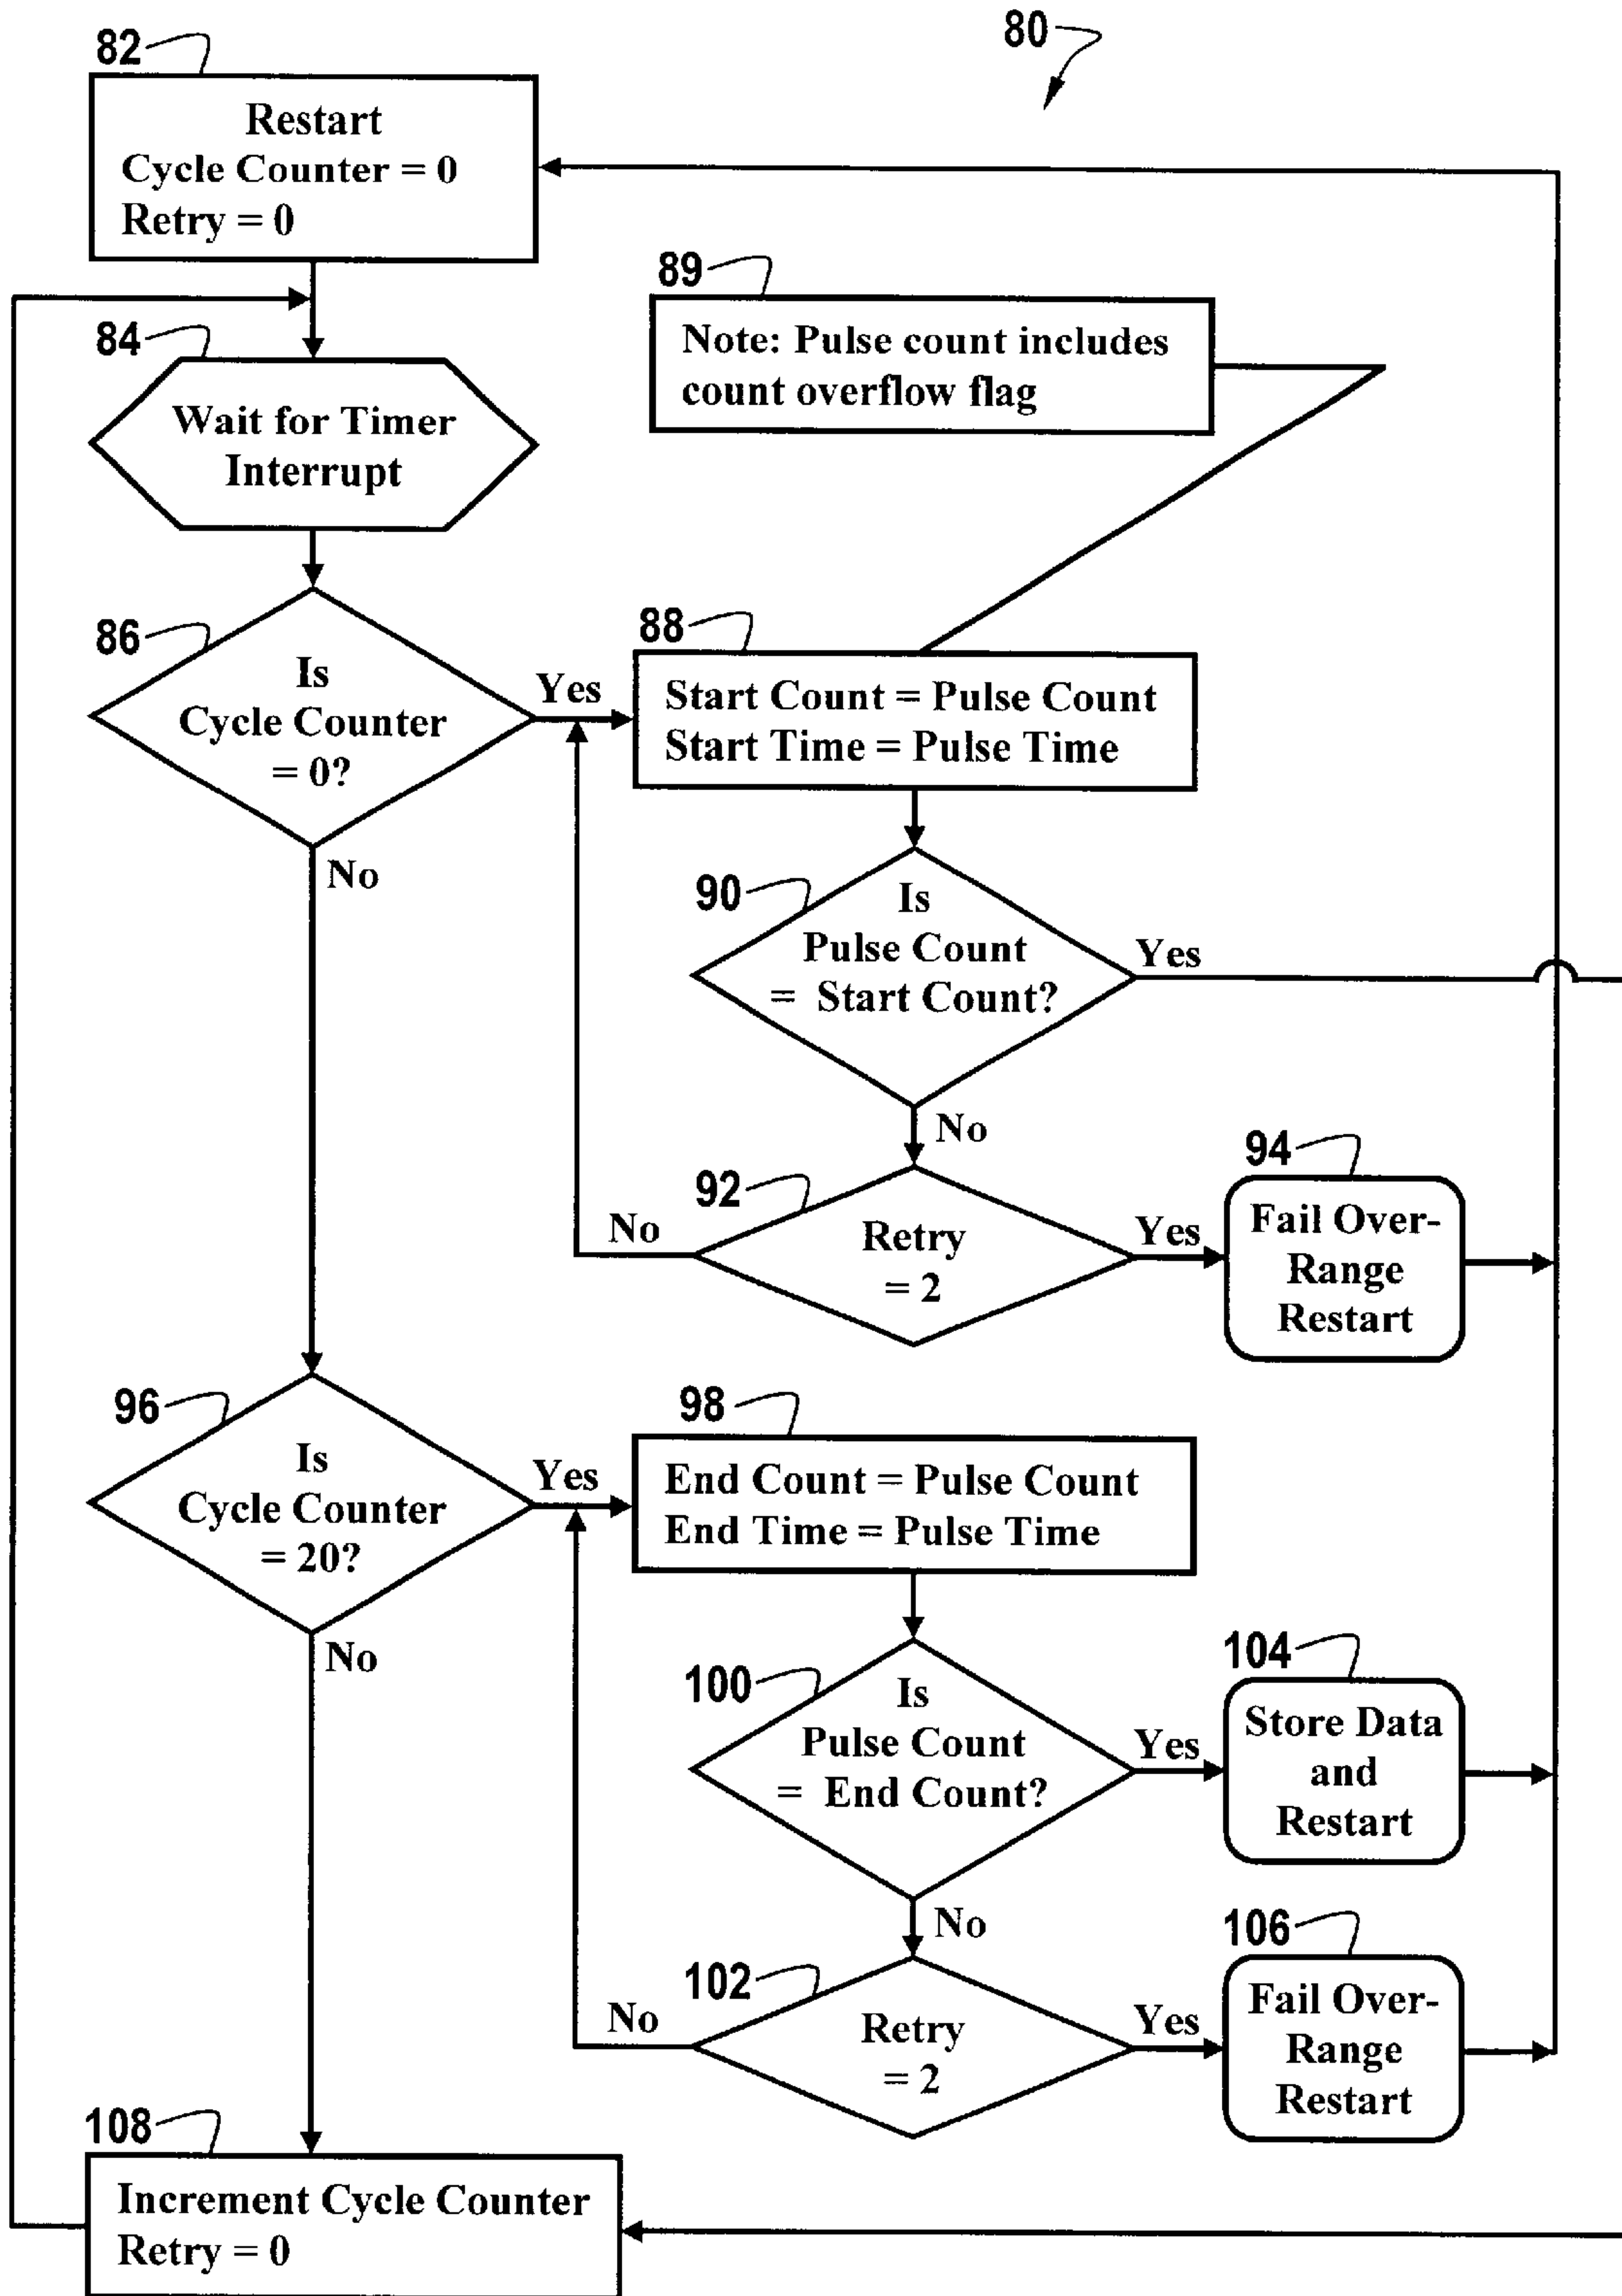 80
82
Restart
Cycle Counter = 0
Retry = 0
89
Note: Pulse count includes
count overflow flag
84
Wait for Timer
Interrupt
86
Is
Cycle Counter
= 0?
Yes
No
88
Start Count = Pulse Count
Start Time = Pulse Time
90
Is
Pulse Count
= Start Count?
Yes
No
92
Retry
= 2
No
Yes
94
Fail Over-
Range
Restart
96
Is
Cycle Counter
= 20?
Yes
No
98
End Count = Pulse Count
End Time = Pulse Time
100
Is
Pulse Count
= End Count?
Yes
No
104
Store Data
and
Restart
102
Retry
= 2
No
Yes
106
Fail Over-
Range
Restart
108
Increment Cycle Counter
Retry = 0